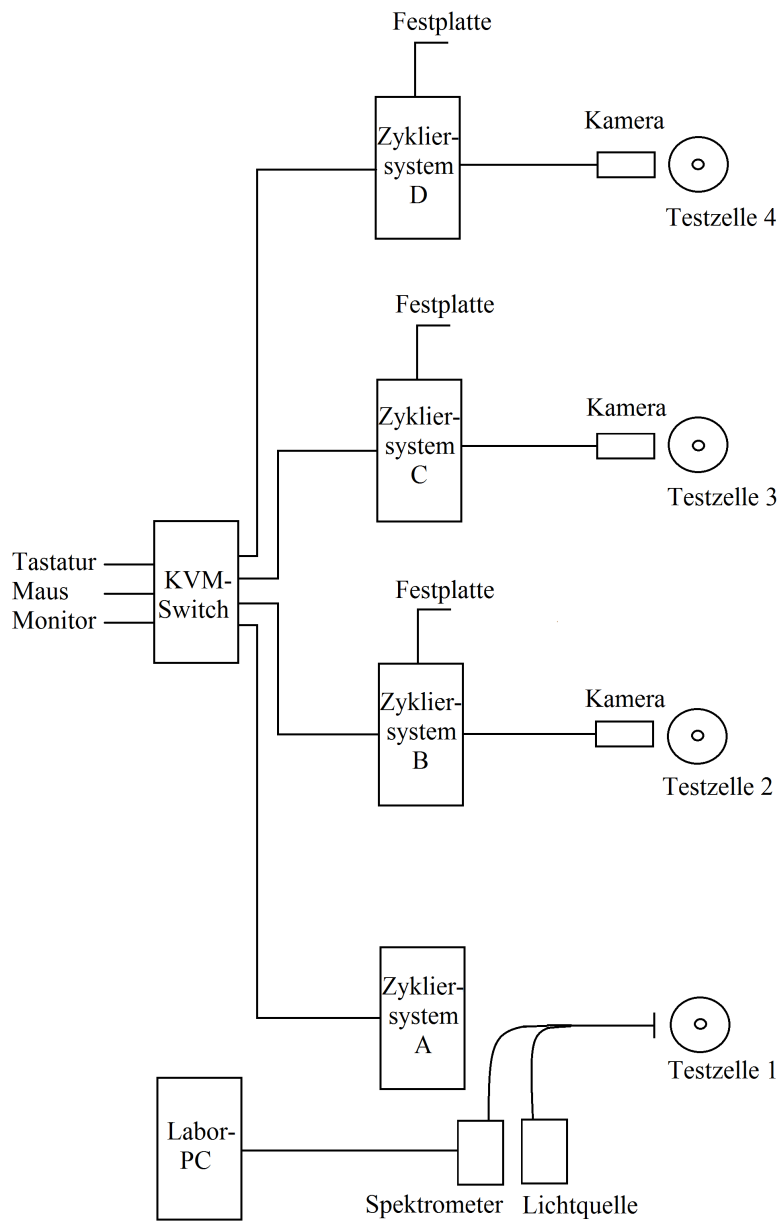 Festplatte
Zyklier-
system
D
Kamera
Testzelle 4
Festplatte
Zyklier-
system
C
Kamera
Testzelle 3
Tastatur
Maus
Monitor
KVM-
Switch
Festplatte
Zyklier-
system
B
Kamera
Testzelle 2
Zyklier-
system
A
Testzelle 1
Labor-
PC
Spektrometer
Lichtquelle